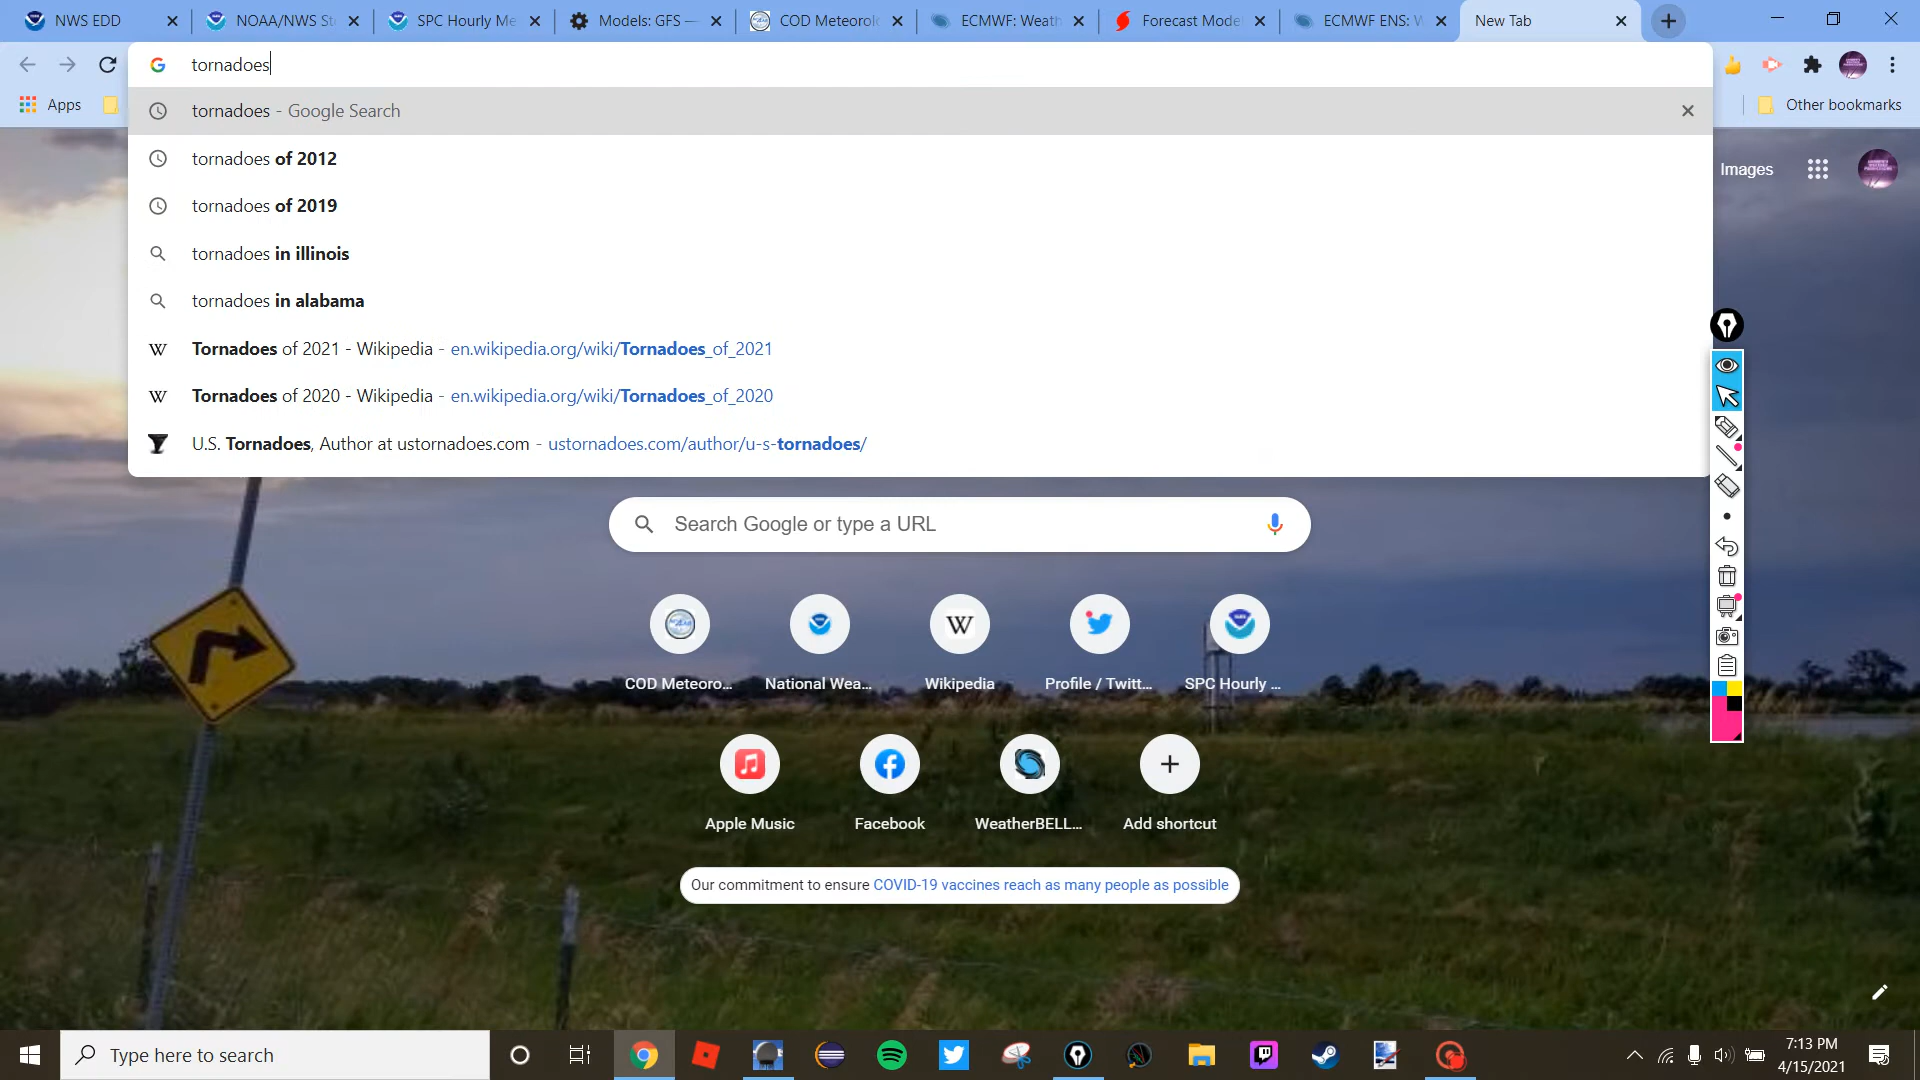 NWS EDD
NOAA/NWS St
SPC Hourly Me
Models: GFS —
COD Meteorol
ECMWF: Weath
Forecast Mode
ECMWF ENS: W
New Tab
tornadoes
Apps
Other bookmarks
tornadoes - Google Search
tornadoes of 2012
tornadoes of 2019
tornadoes in illinois
tornadoes in alabama
W Tornadoes of 2021 - Wikipedia - en.wikipedia.org/wiki/Tornadoes_of_2021
W Tornadoes of 2020 - Wikipedia - en.wikipedia.org/wiki/Tornadoes_of_2020
U.S. Tornadoes, Author at ustornadoes.com - ustornadoes.com/author/u-s-tornadoes/
Images
Search Google or type a URL
W
COD Meteoro...
National Wea...
Wikipedia
Profile / Twitt...
SPC Hourly ...
Apple Music
Facebook
WeatherBELL...
Add shortcut
Our commitment to ensure COVID-19 vaccines reach as many people as possible
Type here to search
7:13 PM
4/15/2021